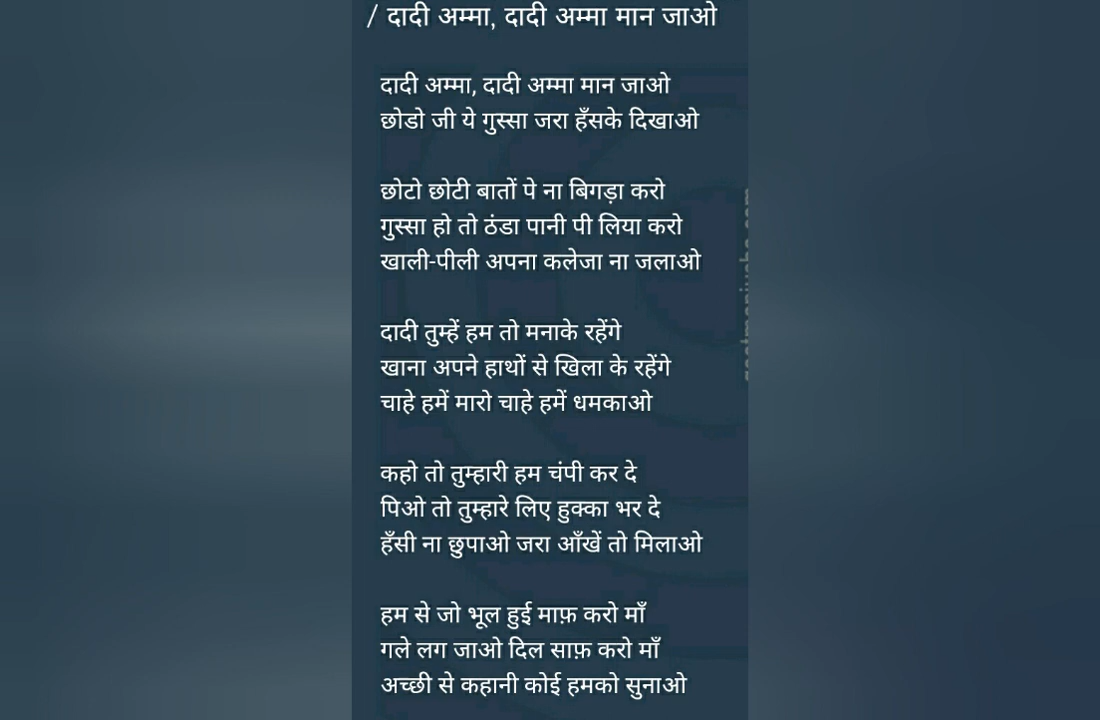 / दादी अम्मा, दादी अम्मा मान जाओ
दादी अम्मा, दादी अम्मा मान जाओ
छोडो जी ये गुस्सा जरा हँसके दिखाओ
छोटो छोटी बातों पे ना बिगड़ा करो
गुस्सा हो तो ठंडा पानी पी लिया करो
खाली-पीली अपना कलेजा ना जलाओ
दादी तुम्हें हम तो मनाके रहेंगे
खाना अपने हाथों से खिला के रहेंगे
चाहे हमें मारो चाहे हमें धमकाओ
कहो तो तुम्हारी हम चंपी कर दे
पिओ तो तुम्हारे लिए हुक्का भर दे
हँसी ना छुपाओ जरा आँखें तो मिलाओ
हम से जो भूल हुई माफ़ करो माँ
गले लग जाओ दिल साफ़ करो माँ
अच्छी से कहानी कोई हमको सुनाओ